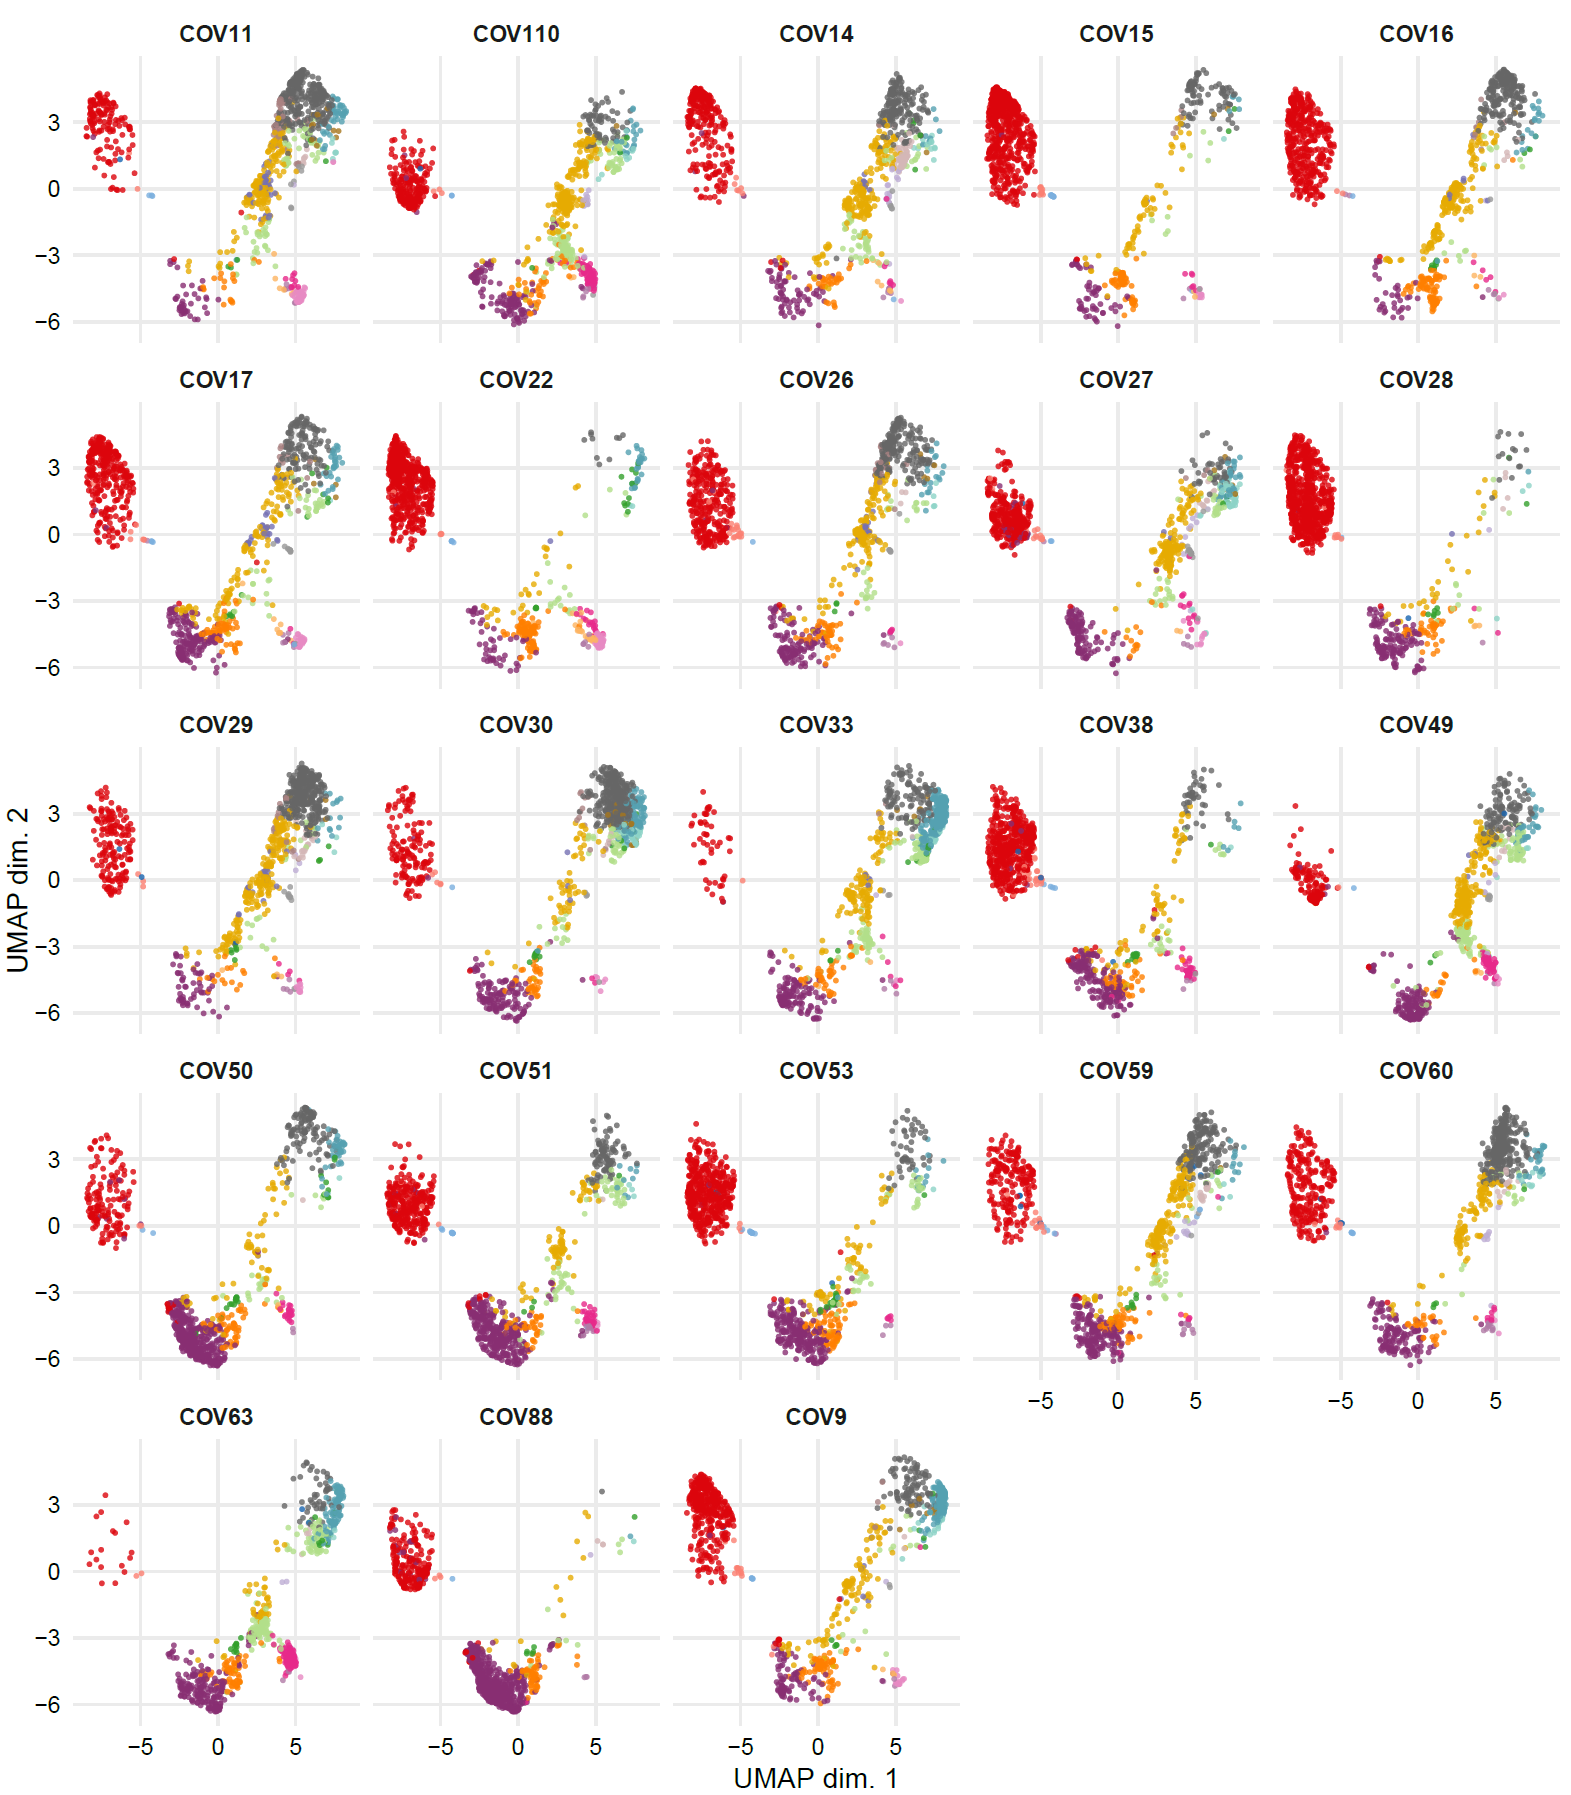 COV11 COV110 COV14 COV15 COV16
3
0
−3
−6
COV17 COV22 COV26 COV27 COV28
3
0
−3
−6
COV29 COV30 COV33 COV38 COV49
UMAP dim. 2
3
0
−3
−6
COV50 COV51 COV53 COV59 COV60
3
0
−3
−6
−5 0 5 −5 0 5
COV63 COV88 COV9
3
0
−3
−6
−5 0 5 −5 0 5 −5 0 5
UMAP dim. 1